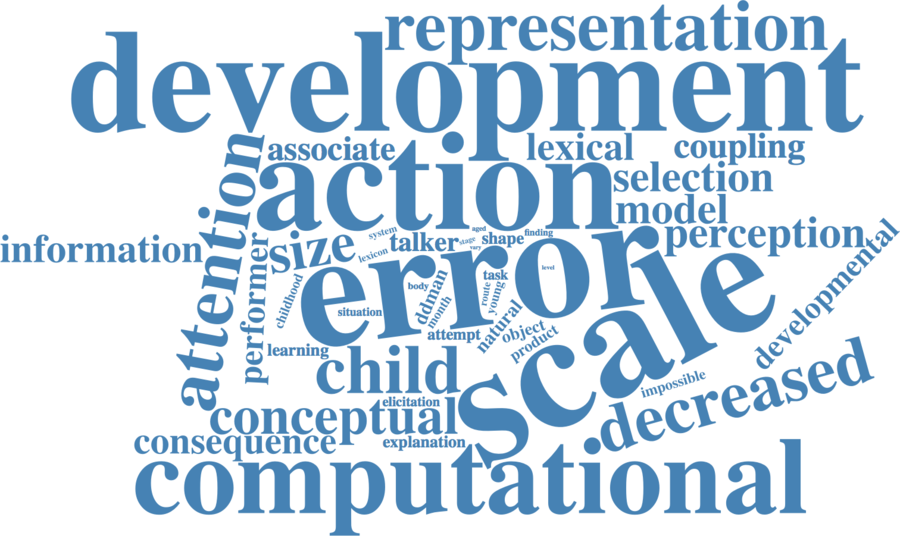 representation
development
associate
lexical
coupling
action
selection
attention
model
information
size
system
talker
aged
stage
vary
shape
finding
perception
developmental
performer
childhood
lexicon
error
level
scale
situation
body
ddman
month
task
route
young
natural
attempt
object
product
learning
child
impossible
decreased
elicitation
conceptual
consequence
explanation
computational